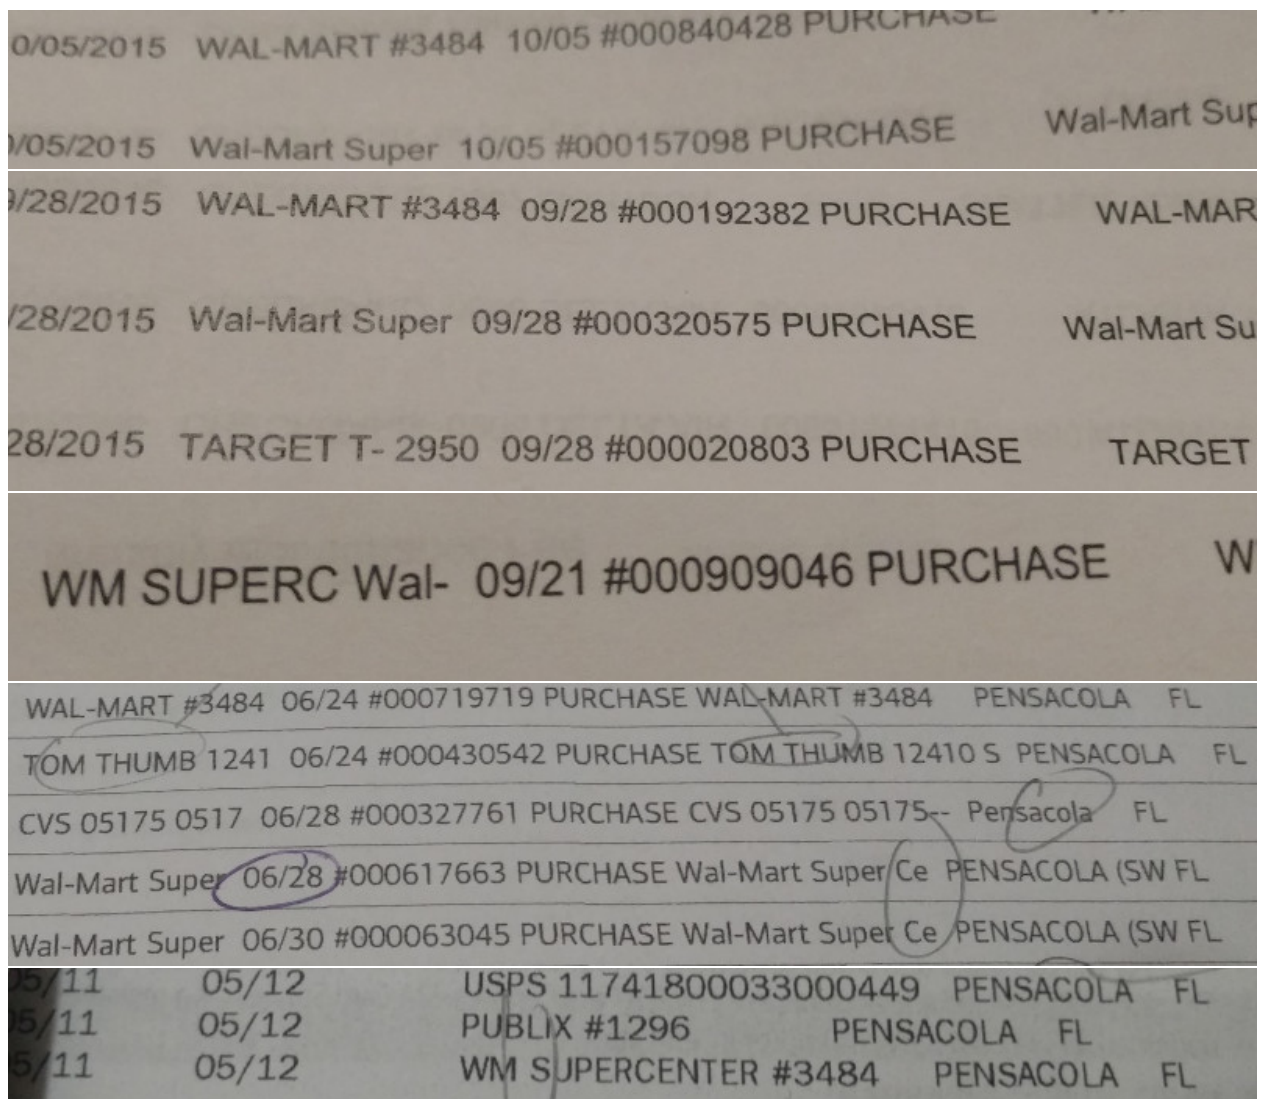 0/05/2015 WAL-MART #3484 10/05 #000840428 PURCHASE
/05/2015 Wal-Mart Super 10/05 #000157098 PURCHASE Wal-Mart Sup
/28/2015 WAL-MART #3484 09/28 #000192382 PURCHASE WAL-MAR
/28/2015 Wal-Mart Super 09/28 #000320575 PURCHASE Wal-Mart Su
28/2015 TARGET T- 2950 09/28 #000020803 PURCHASE TARGET
WM SUPERC Wal- 09/21 #000909046 PURCHASE W
WAL-MART #3484 06/24 #000719719 PURCHASE WAL-MART #3484 PENSACOLA FL
TOM THUMB 1241 06/24 #000430542 PURCHASE TOM THUMB 12410 S PENSACOLA FL
CVS 05175 0517 06/28 #000327761 PURCHASE CVS 05175 05175-- Pensacola FL
Wal-Mart Super 06/28 #000617663 PURCHASE Wal-Mart Super Ce PENSACOLA (SW FL
Wal-Mart Super 06/30 #000063045 PURCHASE Wal-Mart Super Ce PENSACOLA (SW FL
05/11 05/12 USPS 11741800033000449 PENSACOLA FL
05/11 05/12 PUBLIX #1296 PENSACOLA FL
5/11 05/12 WM SUPERCENTER #3484 PENSACOLA FL